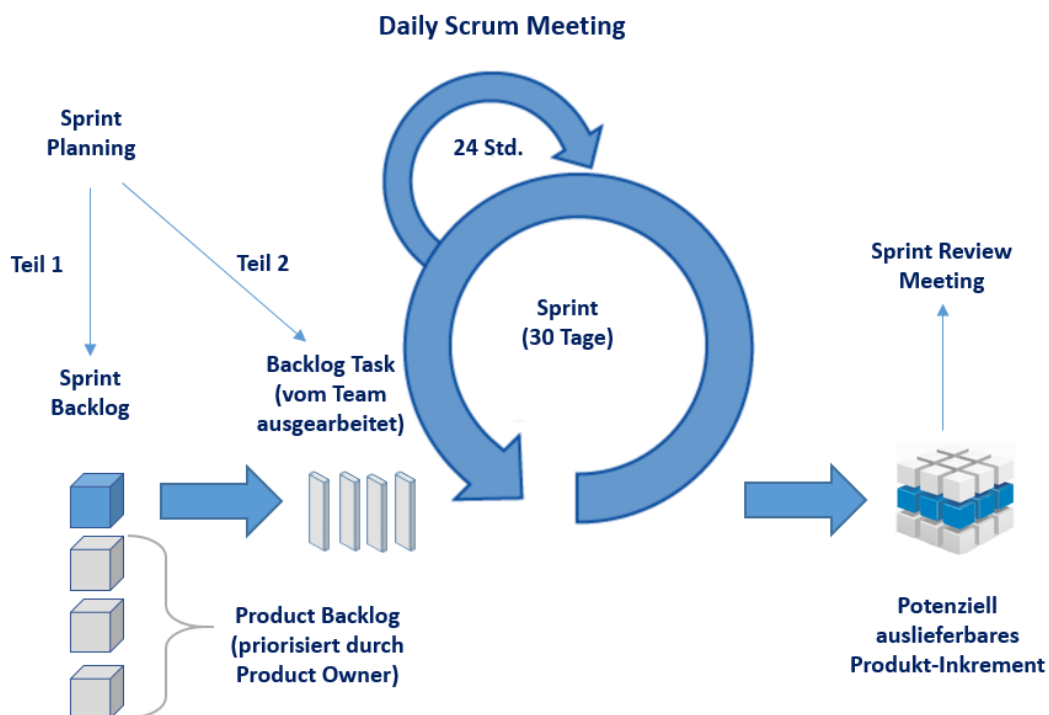 Daily Scrum Meeting
Sprint
Planning
24 Std.
Teil 1
Teil 2
Sprint
Backlog
Backlog Task
(vom Team
ausgearbeitet)
Sprint
(30 Tage)
Sprint Review
Meeting
Product Backlog
(priorisiert durch
Product Owner)
Potenziell
auslieferbares
Produkt-Inkrement